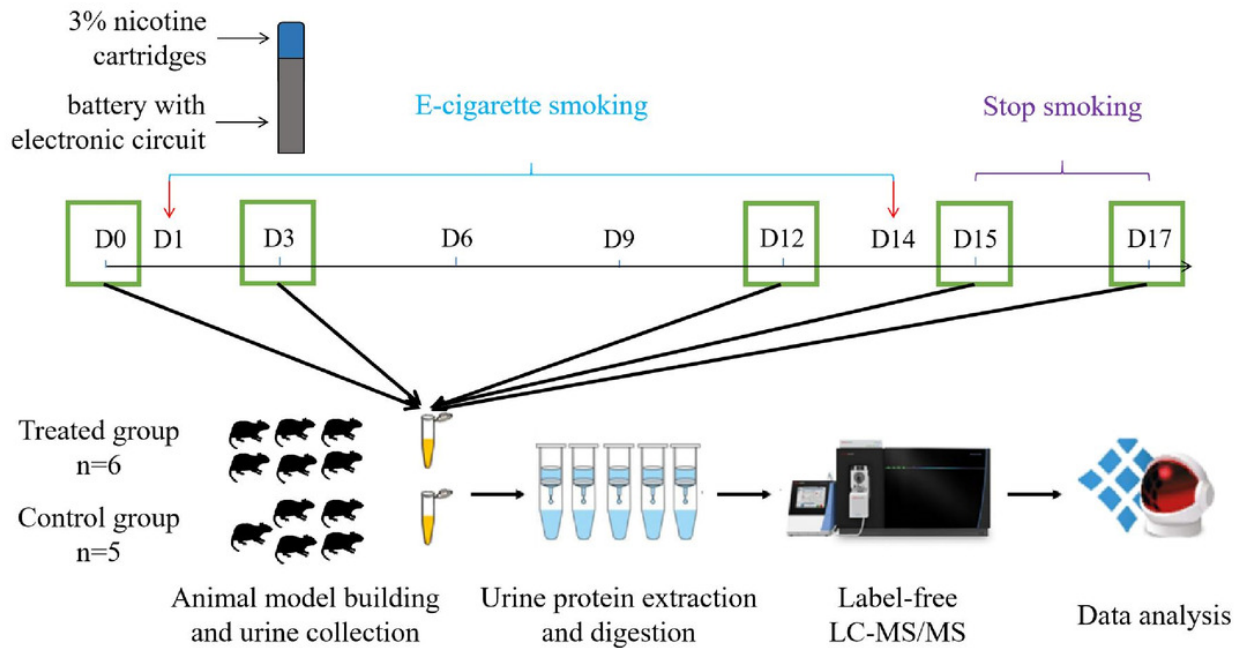 3% nicotine
cartridges
battery with
electronic circuit
E-cigarette smoking
Stop smoking
D0 D1 D3 D6 D9 D12 D14 D15 D17
Treated group
n=6
Control group
n=5
Animal model building
and urine collection
Urine protein extraction
and digestion
Label-free
LC-MS/MS
Data analysis